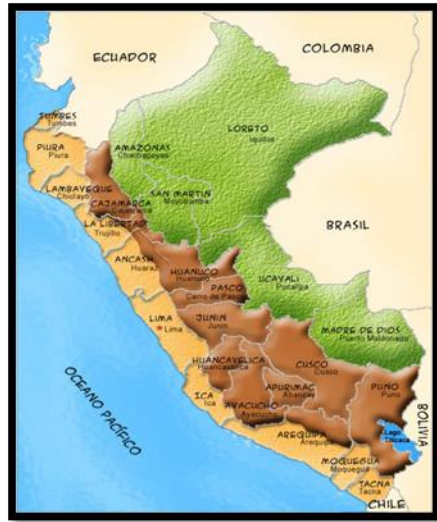 ECUADOR
COLOMBIA
TUMBES
Tumbes
PIURA
Piura
AMAZONAS
Chachapoyas
LORETO
Iquitos
LAMBAYEQUE
Chiclayo
CAJAMARCA
Cajamarca
SAN MARTIN
Moyobamba
LA LIBERTAD
Trujillo
BRASIL
ANCASH
Huaraz
HUANUCO
Huanuco
UCAYALI
Pucallpa
PASCO
Cerro de Pasco
LIMA
Lima
JUNIN
Junin
MADRE DE DIOS
Puerto Maldonado
HUANCAVELICA
Huancavelica
CUSCO
Cusco
ICA
Ica
APURIMAC
Abancay
AYACUCHO
Ayacucho
PUNO
Puno
OCEANO PACÍFICO
AREQUIPA
Arequipa
Lago
Titicaca
BOLIVIA
MOQUEGUA
Moquegua
TACNA
Tacna
CHILE